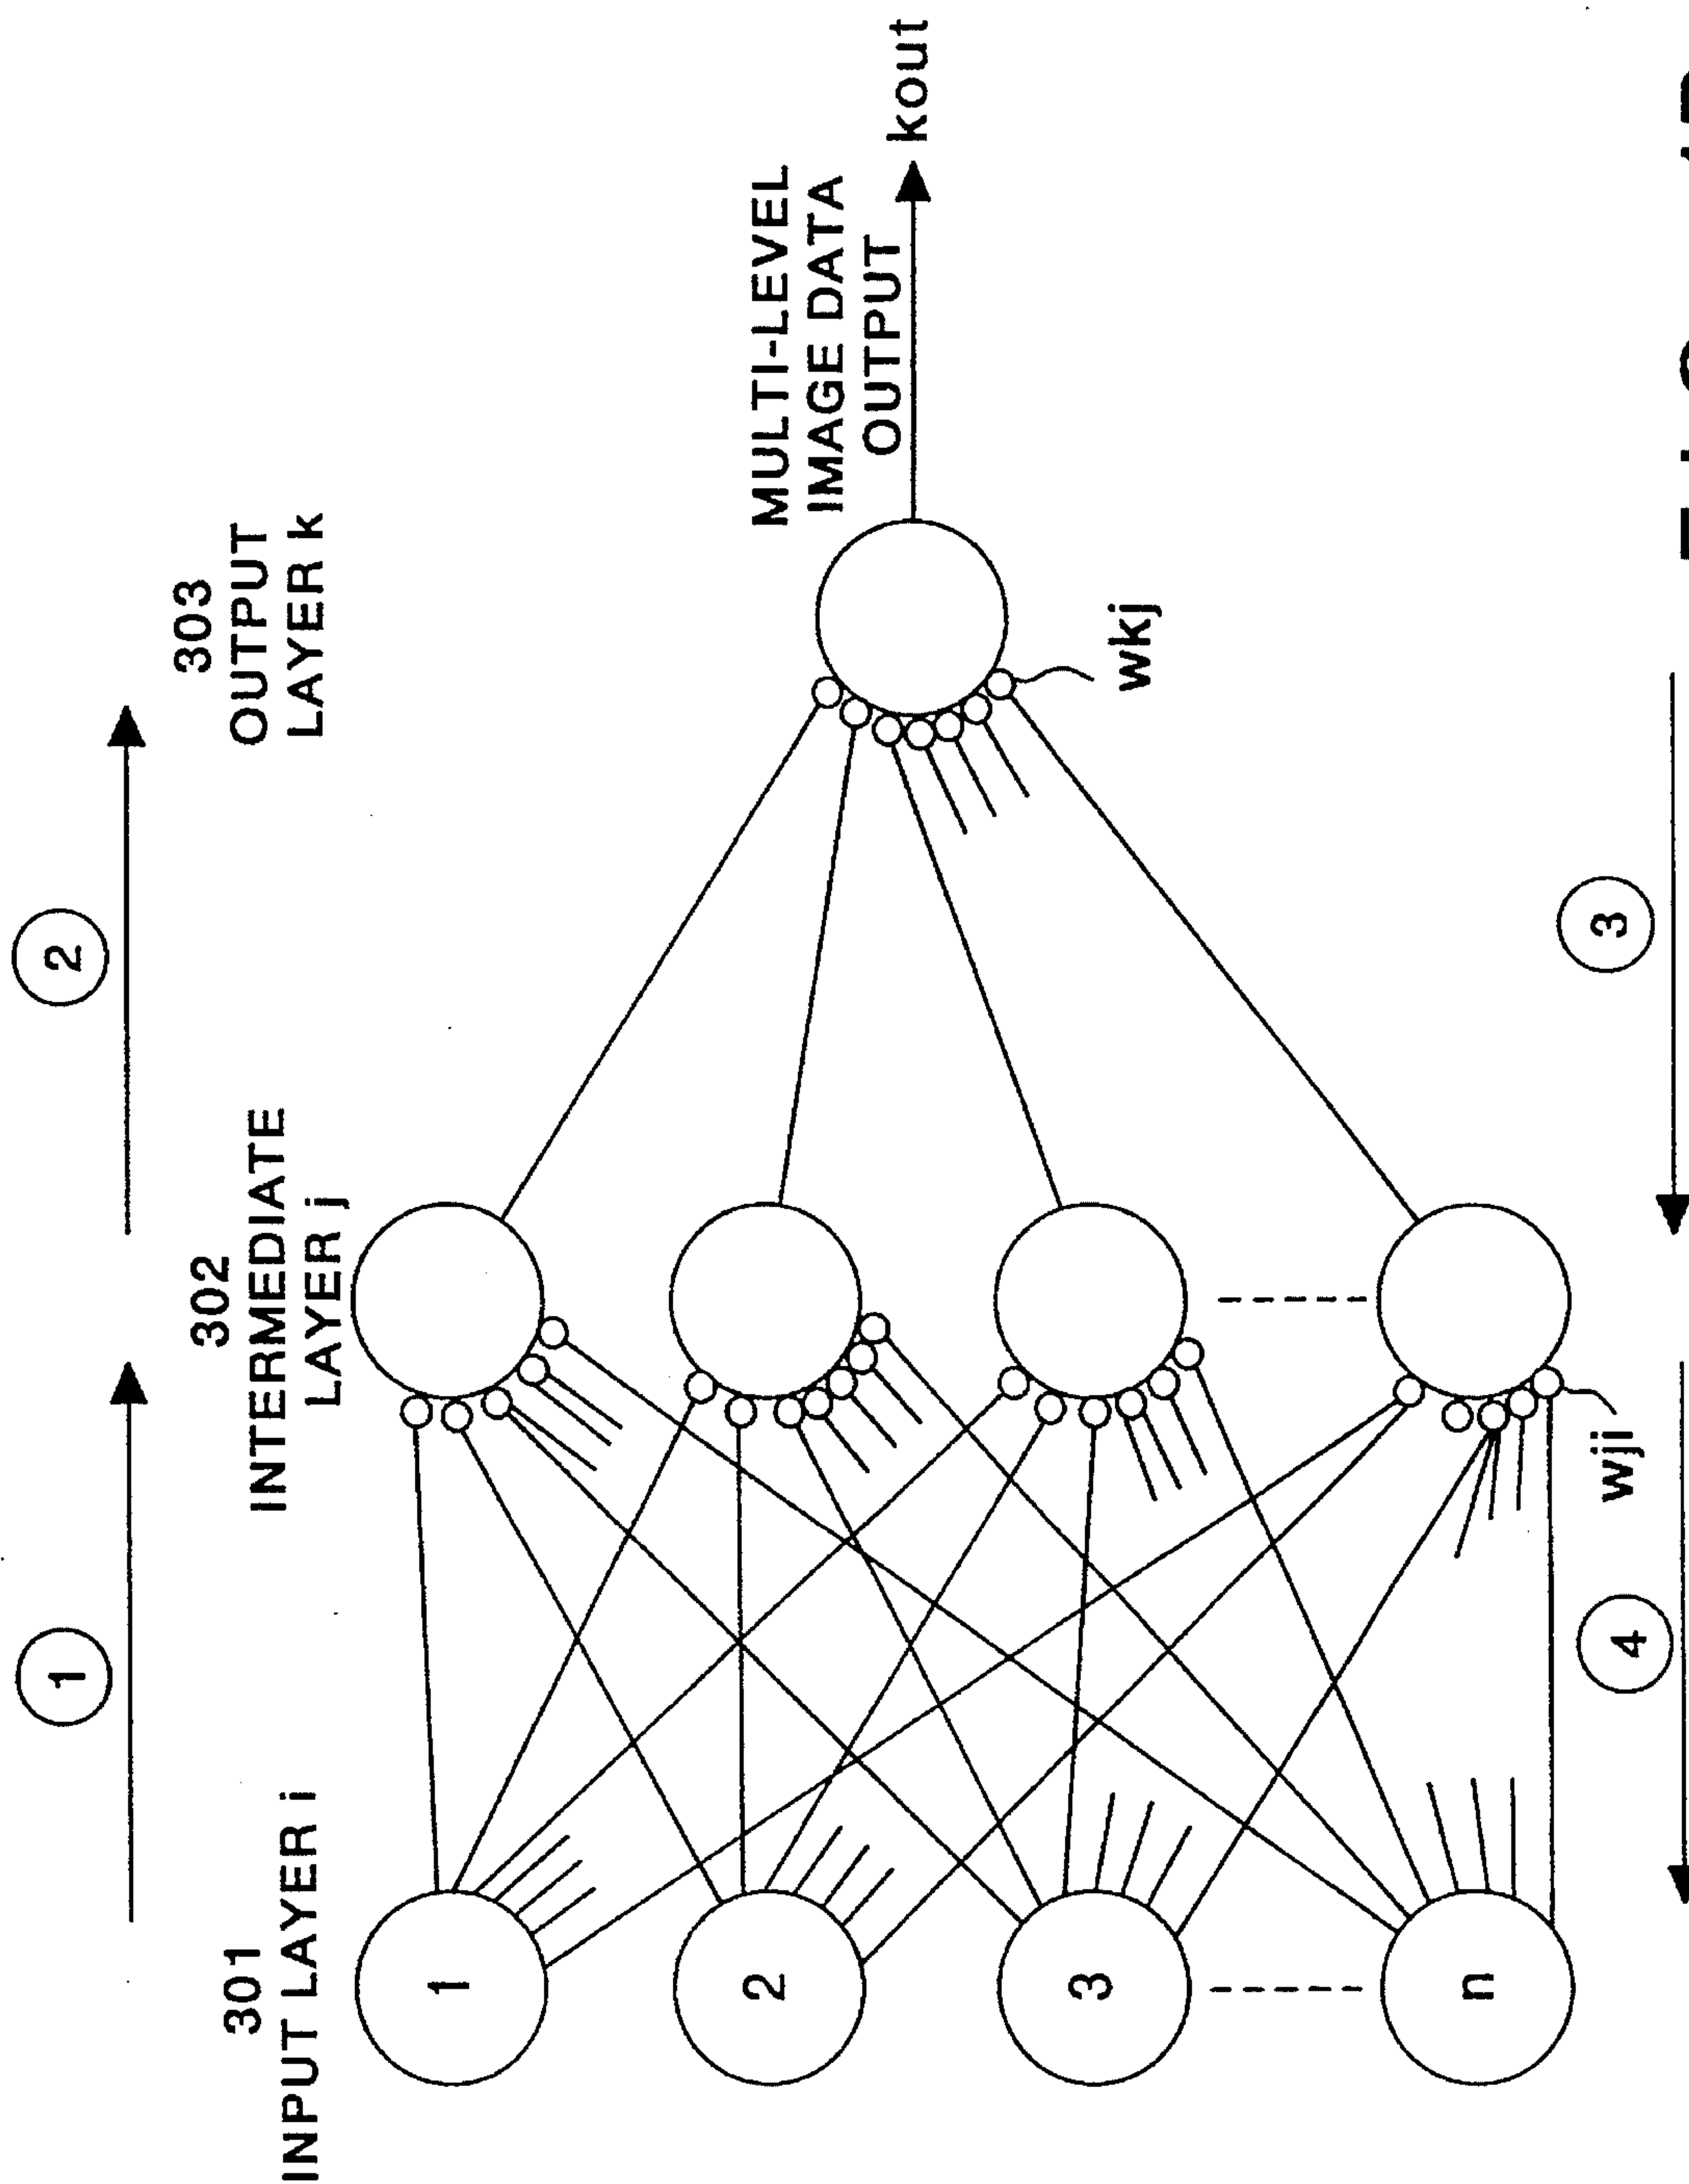 1
2
301
INPUT LAYER i
302
INTERMEDIATE
LAYER j
303
OUTPUT
LAYER k
1
2
3
n
MULTI-LEVEL
IMAGE DATA
OUTPUT
kout
wkj
wji
4
3